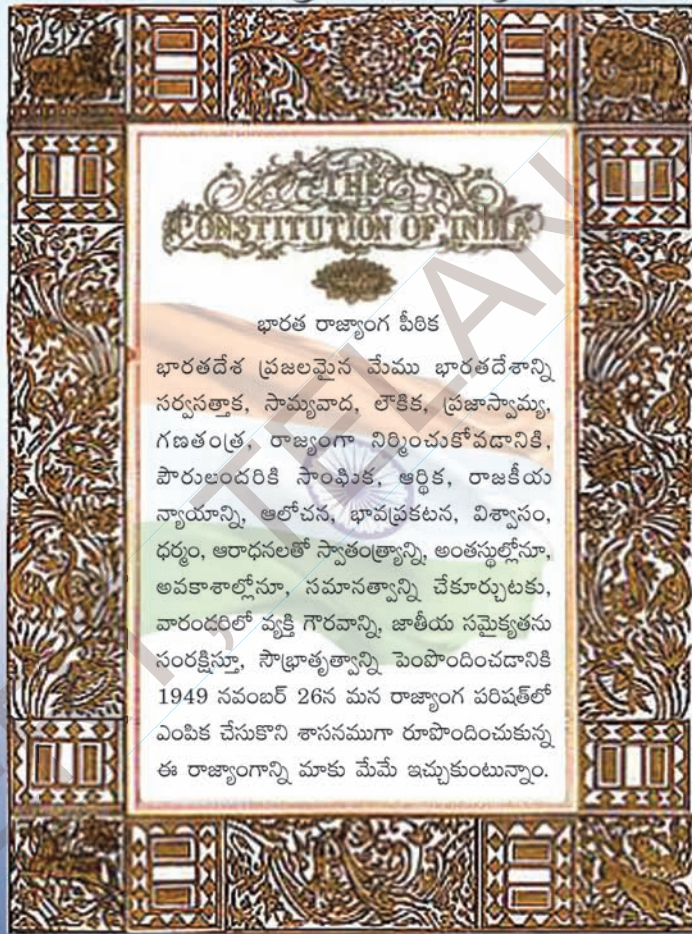 THE
CONSTITUTION OF INDIA
భారత రాజ్యాంగ పీఠిక
భారతదేశ ప్రజలమైన మేము భారతదేశాన్ని
సర్వసత్తాక, సామ్యవాద, లౌకిక, ప్రజాస్వామ్య,
గణతంత్ర, రాజ్యంగా నిర్మించుకోవడానికి,
పౌరులందరికి సాంఘిక, ఆర్థిక, రాజకీయ
న్యాయాన్ని, ఆలోచన, భావప్రకటన, విశ్వాసం,
ధర్మం, ఆరాధనలతో స్వాతంత్ర్యాన్ని, అంతస్థుల్లోనూ,
అవకాశాల్లోనూ, సమానత్వాన్ని చేకూర్చుటకు,
వారందరిలో వ్యక్తి గౌరవాన్ని, జాతీయ సమైక్యతను
సంరక్షిస్తూ, సౌభ్రాతృత్వాన్ని పెంపొందించడానికి
1949 నవంబర్ 26న మన రాజ్యాంగ పరిషత్‌లో
ఎంపిక చేసుకొని శాసనముగా రూపొందించుకున్న
ఈ రాజ్యాంగాన్ని మాకు మేమే ఇచ్చుకుంటున్నాం.